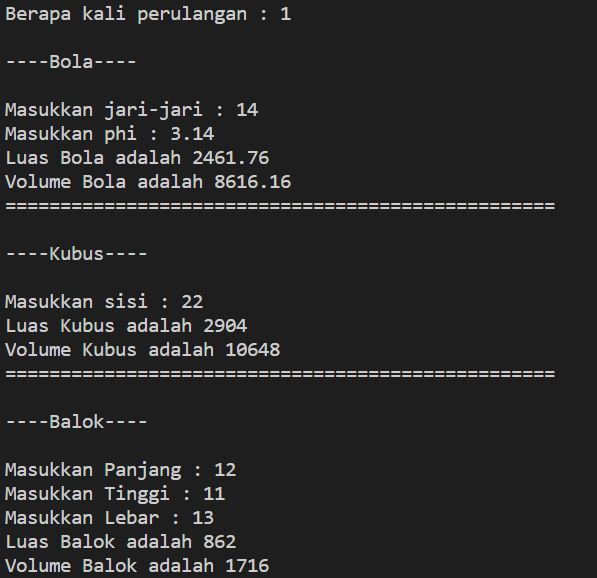 Berapa kali perulangan : 1
----Bola----
Masukkan jari-jari : 14
Masukkan phi : 3.14
Luas Bola adalah 2461.76
Volume Bola adalah 8616.16
==================================================
----Kubus----
Masukkan sisi : 22
Luas Kubus adalah 2904
Volume Kubus adalah 10648
==================================================
----Balok----
Masukkan Panjang : 12
Masukkan Tinggi : 11
Masukkan Lebar : 13
Luas Balok adalah 862
Volume Balok adalah 1716